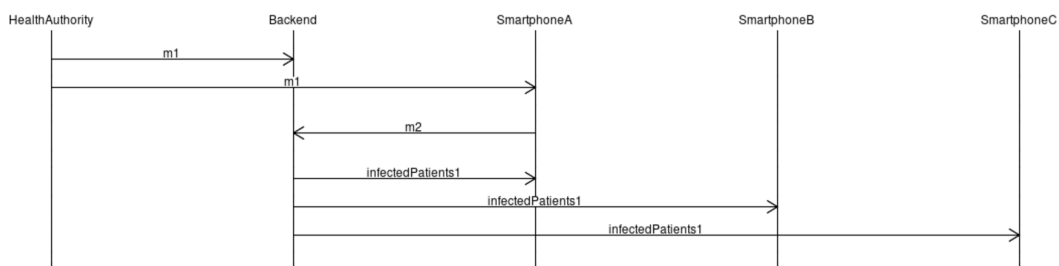 HealthAuthority Backend SmartphoneA SmartphoneB SmartphoneC
m1
m1
m2
infectedPatients1
infectedPatients1
infectedPatients1